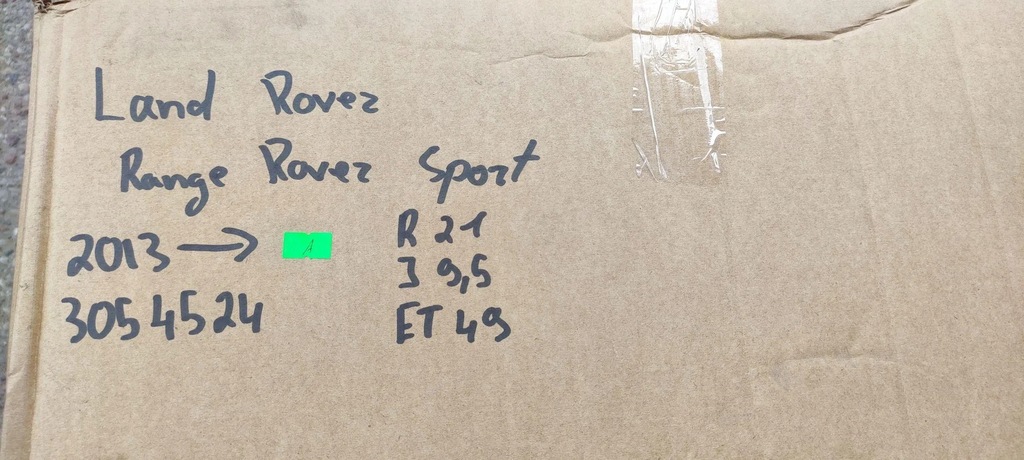 Land Rover
Range Rover Sport
2013 → 1 R 21
J 9,5
3054524 ET 49